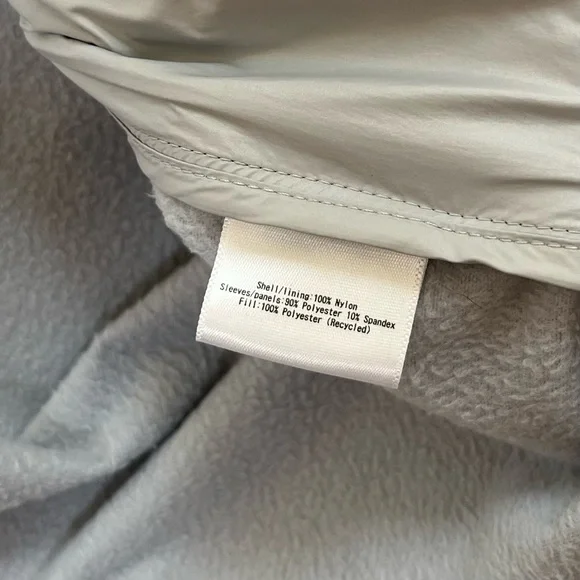 Shell/lining:100% Nylon
Sleeves/panels:90% Polyester 10% Spandex
Fill:100% Polyester (Recycled)